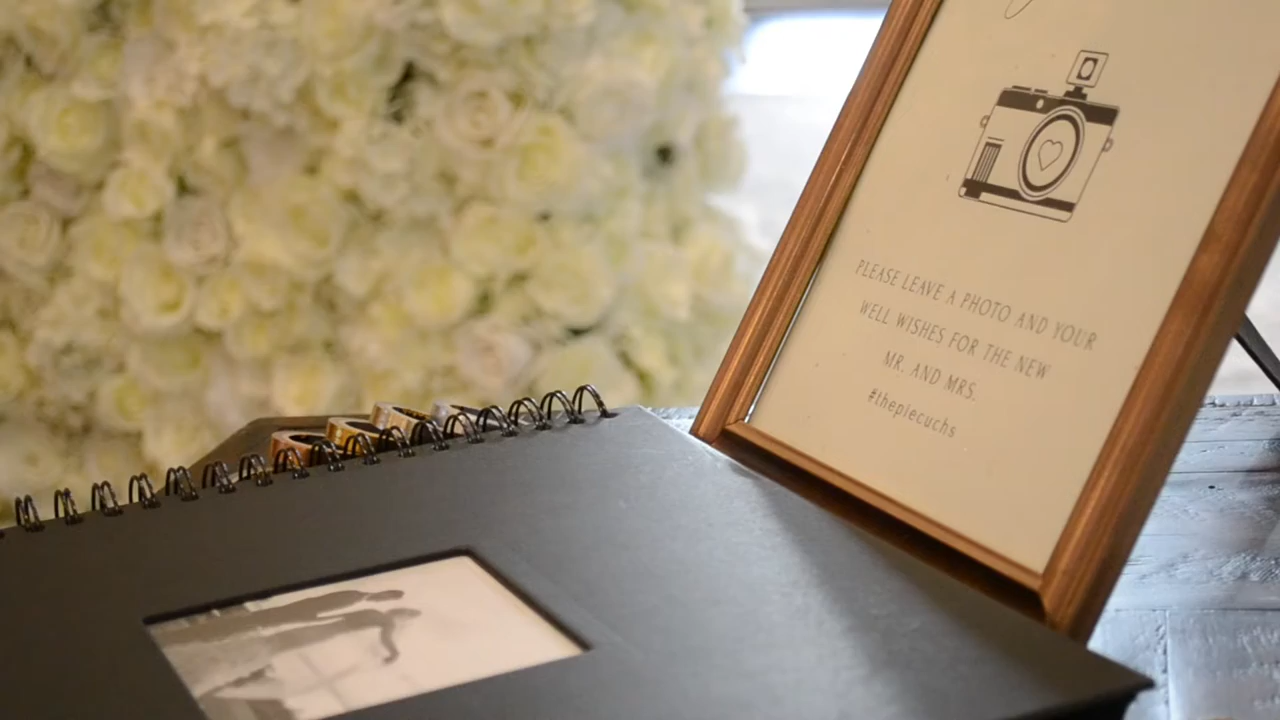 PLEASE LEAVE A PHOTO AND YOUR
WELL WISHES FOR THE NEW
MR. AND MRS.
#thepiecuchs